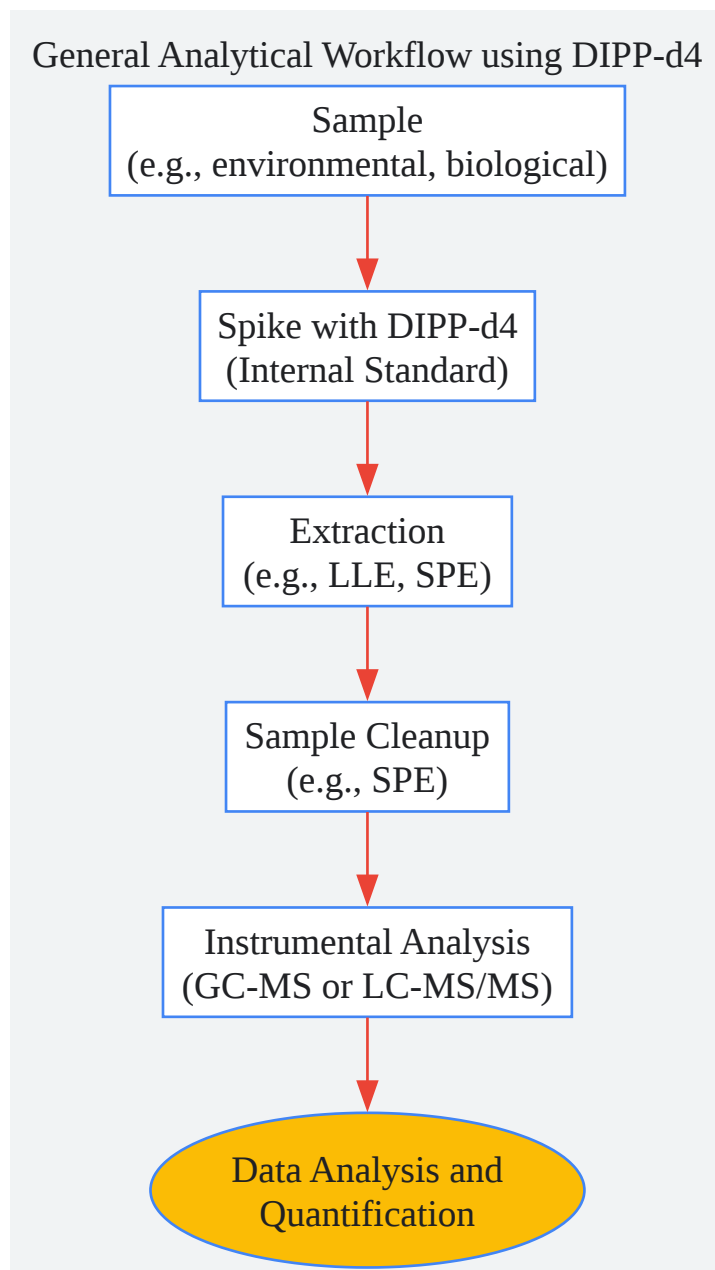 General Analytical Workflow using DIPP-d4
Sample
(e.g., environmental, biological)
Spike with DIPP-d4
(Internal Standard)
Extraction
(e.g., LLE, SPE)
Sample Cleanup
(e.g., SPE)
Instrumental Analysis
(GC-MS or LC-MS/MS)
Data Analysis and
Quantification